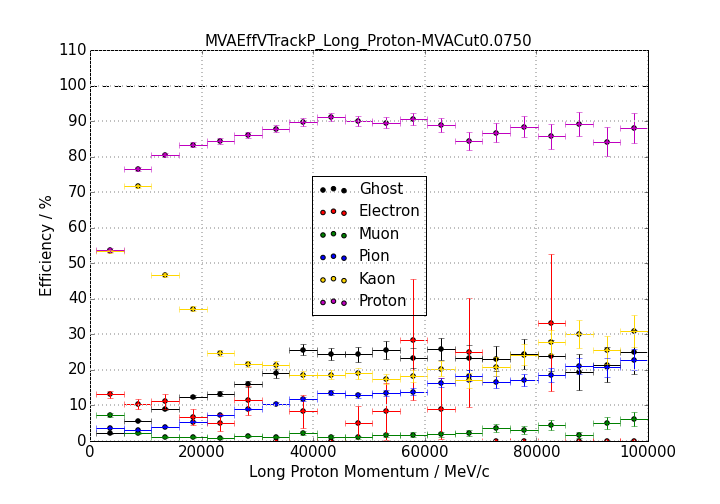 MVAEffVTrackP_Long_Proton-MVACut0.0750
110
100
90
80
70
60
50
40
30
20
10
0
Efficiency / %
Ghost
Electron
Muon
Pion
Kaon
Proton
0 20000 40000 60000 80000 100000
Long Proton Momentum / MeV/c